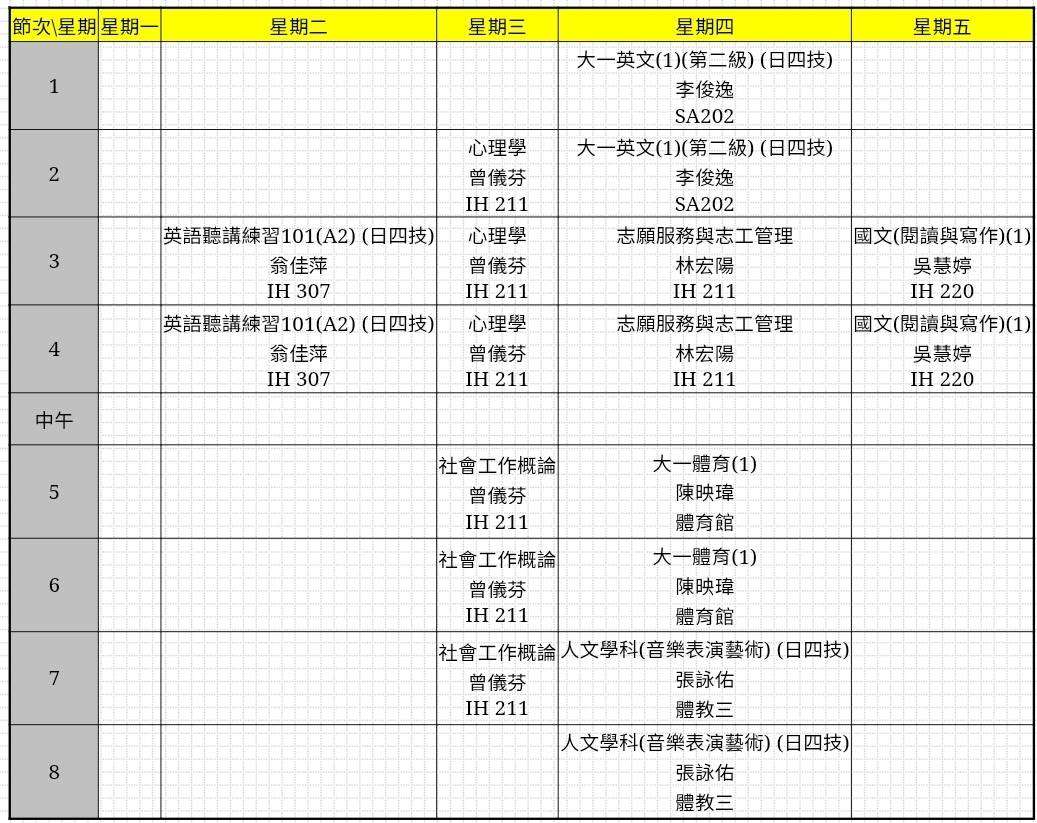 節次\星期 星期一 星期二 星期三 星期四 星期五
1
大一英文(1)(第二級) (日四技)
李俊逸
SA202
2
心理學
曾儀芬
IH 211
大一英文(1)(第二級) (日四技)
李俊逸
SA202
3
英語聽講練習101(A2) (日四技)
翁佳萍
IH 307
心理學
曾儀芬
IH 211
志願服務與志工管理
林宏陽
IH 211
國文(閱讀與寫作)(1)
吳慧婷
IH 220
4
英語聽講練習101(A2) (日四技)
翁佳萍
IH 307
心理學
曾儀芬
IH 211
志願服務與志工管理
林宏陽
IH 211
國文(閱讀與寫作)(1)
吳慧婷
IH 220
中午
5
社會工作概論
曾儀芬
IH 211
大一體育(1)
陳映瑋
體育館
6
社會工作概論
曾儀芬
IH 211
大一體育(1)
陳映瑋
體育館
7
社會工作概論
曾儀芬
IH 211
人文學科(音樂表演藝術) (日四技)
張詠佑
體教三
8
人文學科(音樂表演藝術) (日四技)
張詠佑
體教三